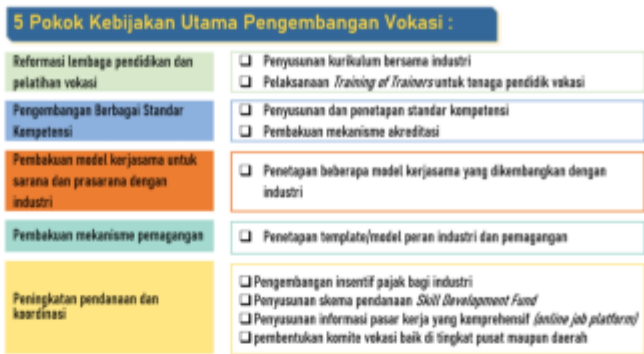 5 Pokok Kebijakan Utama Pengembangan Vokasi :
Reformasi lembaga pendidikan dan
pelatihan vokasi
❑ Penyusunan kurikulum bersama industri
❑ Pelaksanaan Training of Trainers untuk tenaga pendidik vokasi
Pengembangan Berbagai Standar
Kompetensi
❑ Penyusunan dan penetapan standar kompetensi
❑ Pembakuan mekanisme akreditasi
Pembakuan model kerjasama untuk
sarana dan prasarana dengan
industri
❑ Penetapan beberapa model kerjasama yang dikembangkan dengan
industri
Pembakuan mekanisme pemagangan
❑ Penetapan template/model peran industri dan pemagangan
Peningkatan pendanaan dan
koordinasi
❑ Pengembangan insentif pajak bagi industri
❑ Penyusunan skema pendanaan Skill Development Fund
❑ Penyusunan informasi pasar kerja yang komprehensif (online job platform)
❑ pembentukan komite vokasi baik di tingkat pusat maupun daerah